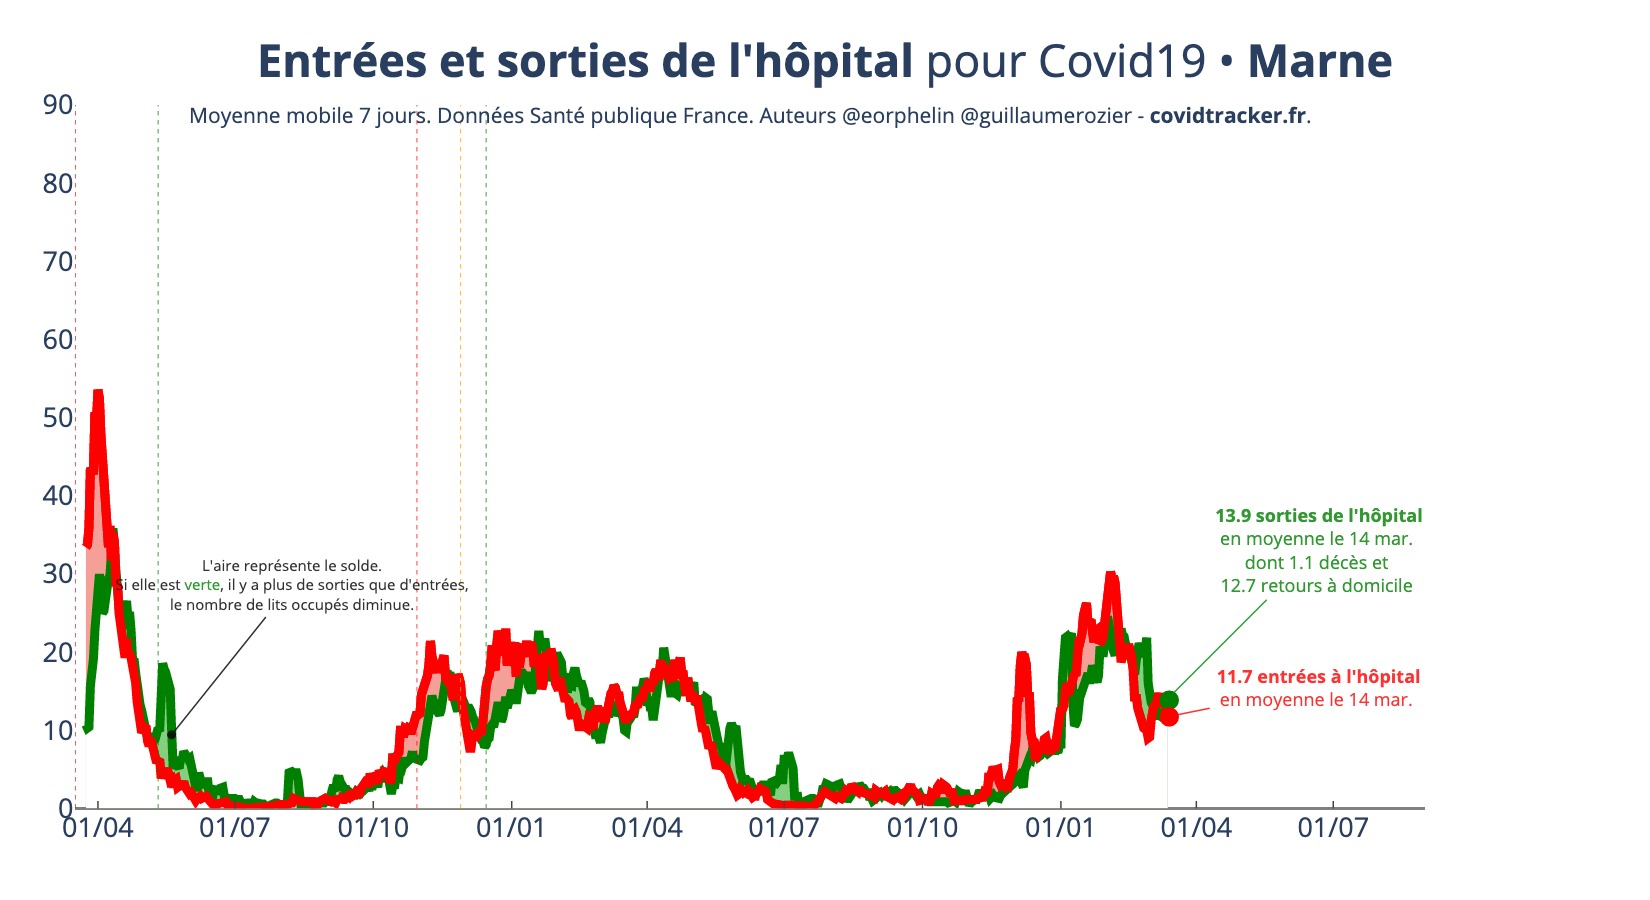 Entrées et sorties de l'hôpital pour Covid19 • Marne
Moyenne mobile 7 jours. Données Santé publique France. Auteurs @eorphelin @guillaumerozier - covidtracker.fr.
90
80
70
60
50
40
30
20
10
0
L'aire représente le solde.
Si elle est verte, il y a plus de sorties que d'entrées,
le nombre de lits occupés diminue.
13.9 sorties de l'hôpital
en moyenne le 14 mar.
dont 1.1 décès et
12.7 retours à domicile
11.7 entrées à l'hôpital
en moyenne le 14 mar.
01/04 01/07 01/10 01/01 01/04 01/07 01/10 01/01 01/04 01/07